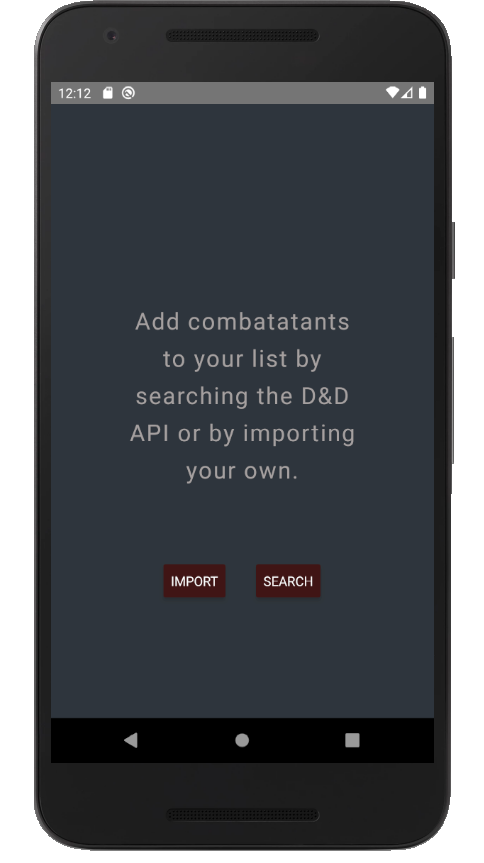 12:12
Add combatatants
to your list by
searching the D&D
API or by importing
your own.
IMPORT SEARCH